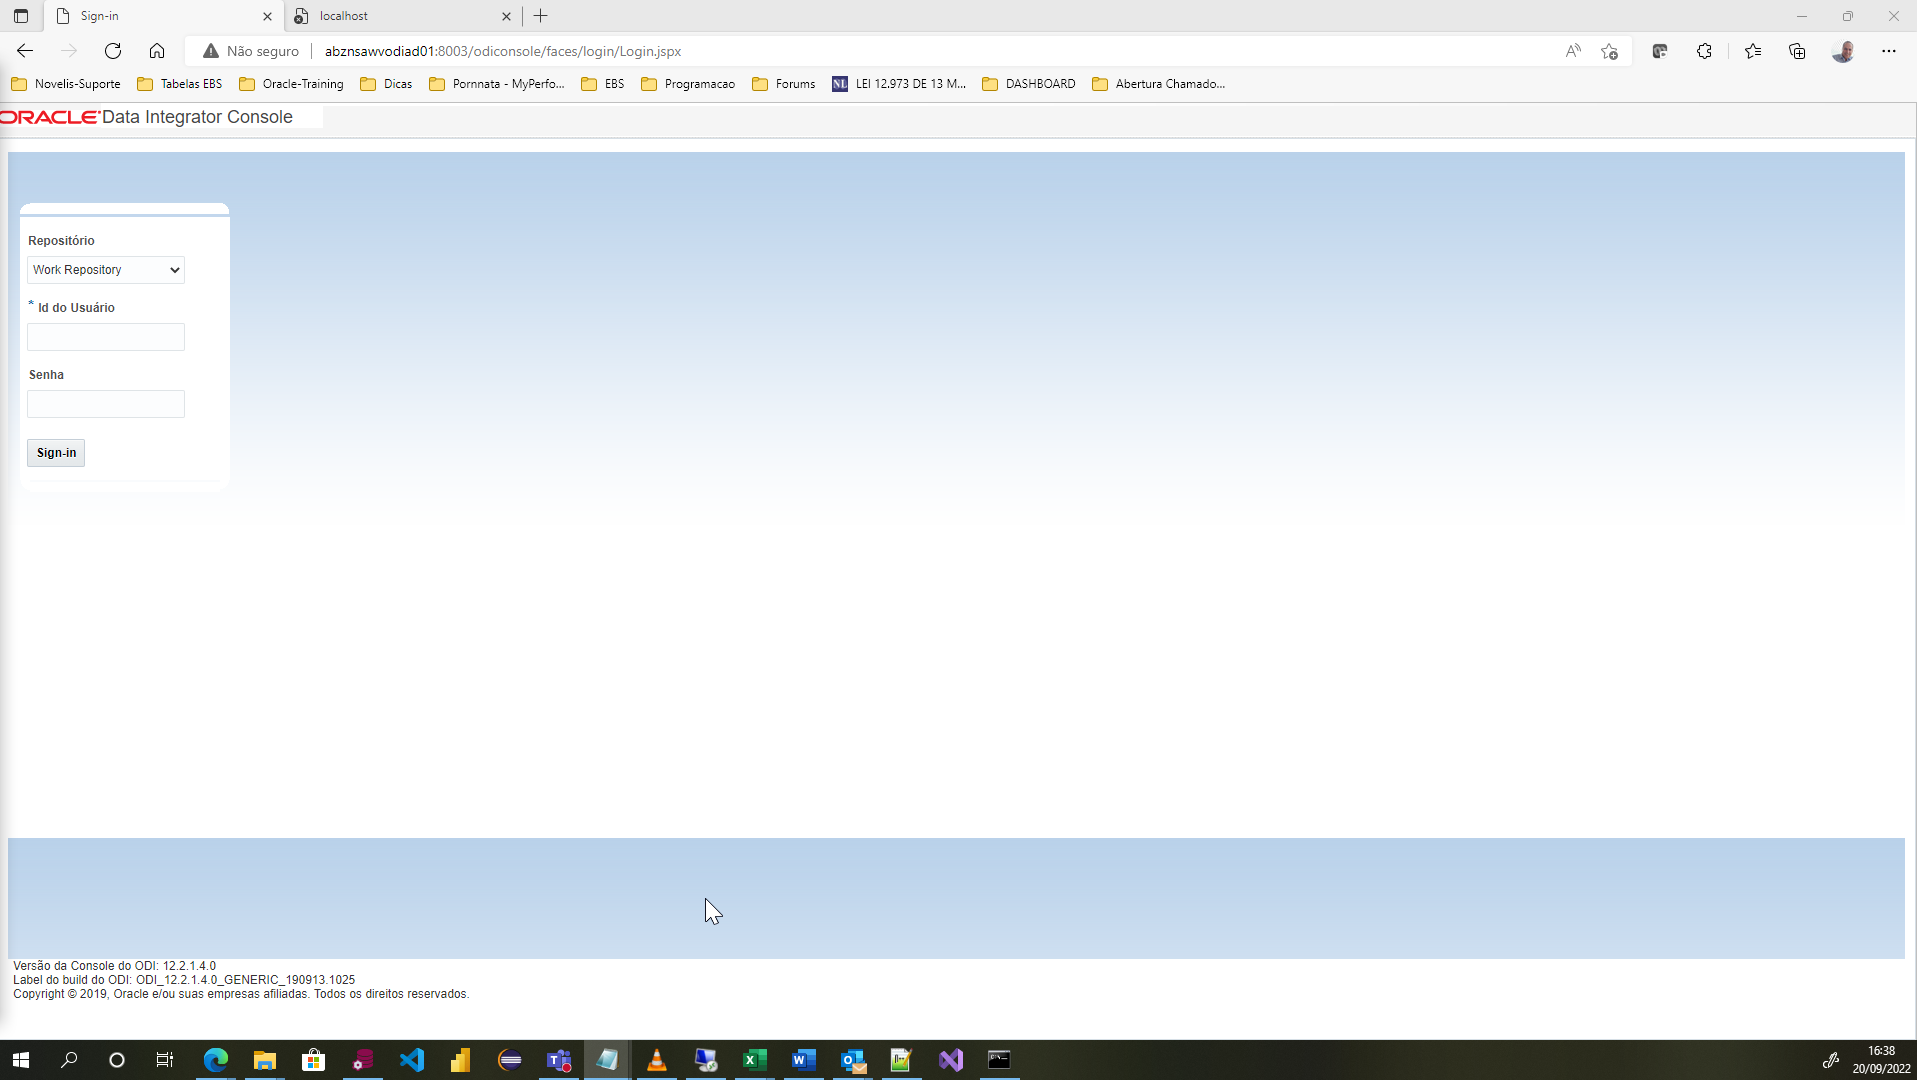 Sign-in
localhost
Não seguro
abznsawvodiad01:8003/odiconsole/faces/login/Login.jspx
Novelis-Suporte
Tabelas EBS
Oracle-Training
Dicas
Pornnata - MyPerfo...
EBS
Programacao
Forums
NL
LEI 12.973 DE 13 M...
DASHBOARD
Abertura Chamado...
ORACLE Data Integrator Console
Repositório
Work Repository
* Id do Usuário
Senha
Sign-in
Versão da Console do ODI: 12.2.1.4.0
Label do build do ODI: ODI_12.2.1.4.0_GENERIC_190913.1025
Copyright © 2019, Oracle e/ou suas empresas afiliadas. Todos os direitos reservados.
16:38
20/09/2022